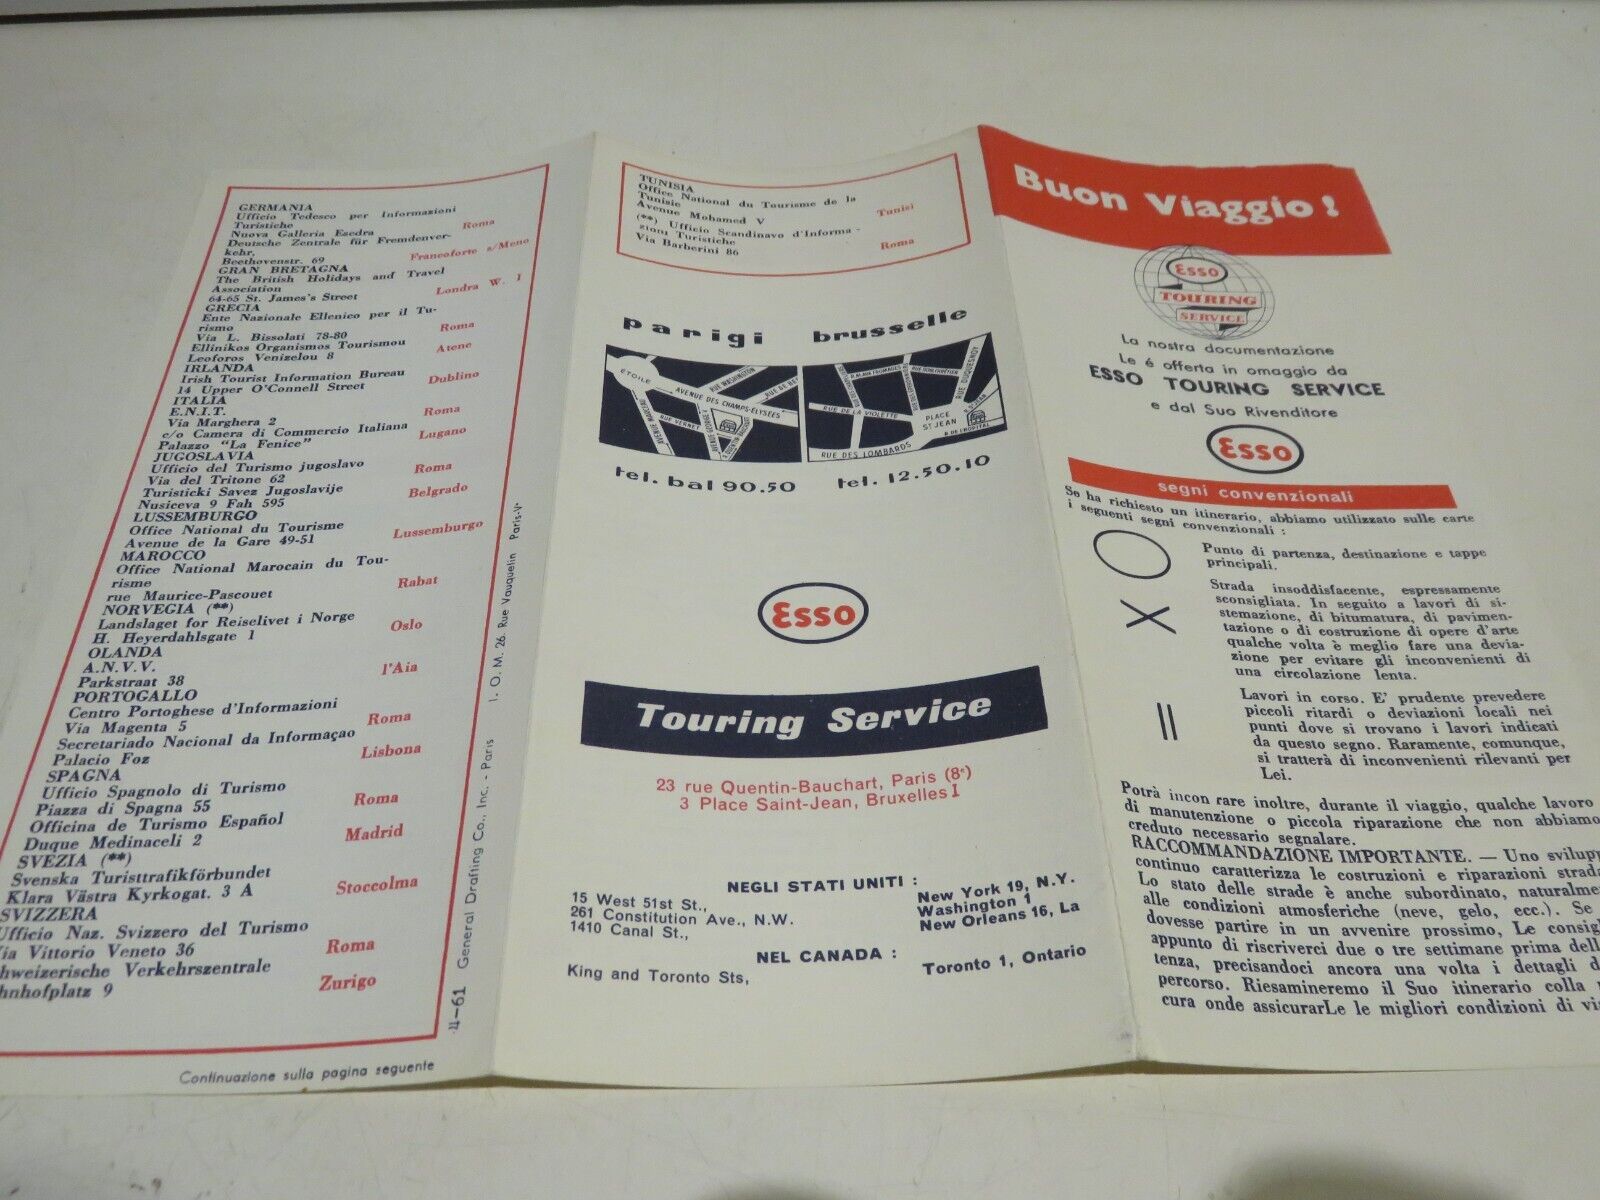 GERMANIA
Ufficio Tedesco per Informazioni
Turistiche Roma
Nuova Galleria Esedra
Deutsche Zentrale für Fremdenver-
kehr,
Beethovenstr. 69 Francoforte s/Meno
GRAN BRETAGNA
The British Holidays and Travel
Association
64-65 St. James's Street Londra W. 1
GRECIA
Ente Nazionale Ellenico per il Tu-
rismo
Via L. Bissolati 78-80 Roma
Ellinikos Organismos Tourismou
Leoforos Venizelou 8 Atene
IRLANDA
Irish Tourist Information Bureau
14 Upper O'Connell Street Dublino
ITALIA
E.N.I.T.
Via Marghera 2 Roma
c/o Camera di Commercio Italiana
Palazzo "La Fenice" Lugano
JUGOSLAVIA
Ufficio del Turismo jugoslavo
Via del Tritone 62 Roma
Turisticki Savez Jugoslavije
Nusiceva 9 Fah 595 Belgrado
LUSSEMBURGO
Office National du Tourisme
Avenue de la Gare 49-51 Lussemburgo
MAROCCO
Office National Marocain du Tou-
risme
rue Maurice-Pascouet Rabat
NORVEGIA (**)
Landslaget for Reiselivet i Norge
H. Heyerdahlsgate 1 Oslo
OLANDA
A.N.V.V.
Parkstraat 38 l'Aia
PORTOGALLO
Centro Portoghese d'Informazioni
Via Magenta 5 Roma
Secretariado Nacional da Informaçao
Palacio Foz Lisbona
SPAGNA
Ufficio Spagnolo di Turismo
Piazza di Spagna 55 Roma
Officina de Turismo Español
Duque Medinaceli 2 Madrid
SVEZIA (**)
Svenska Turisttrafikförbundet
Klara Västra Kyrkogat. 3 A Stoccolma
SVIZZERA
Ufficio Naz. Svizzero del Turismo
Via Vittorio Veneto 36 Roma
chweizerische Verkehrszentrale
ahnhofplatz 9 Zurigo
Continuazione sulla pagina seguente
4-61 General Drafting Co., Inc. - Paris I. O. M. 26. Rue Vauquelin Paris-Vᵉ
TUNISIA
Office National du Tourisme de la
Tunisie
Avenue Mohamed V Tunisi
(**) Ufficio Scandinavo d'Informa-
zioni Turistiche
Via Barberini 86 Roma
parigi brusselle
ETOILE
RUE WASHINGTON
RUE DE BE
AVENUE DES CHAMPS-ELYSÉES
AVENUE MARCEAU
RUE VERNET
RUE DE LA VIOLETTE
RUE DUQUESNOY
PLACE
ST JEAN
R. ST JEAN
R. DE L'HOPITAL
RUE DES LOMBARDS
tel. bal 90.50 tel. 12.50.10
Esso
Touring Service
23 rue Quentin-Bauchart, Paris (8ᵉ)
3 Place Saint-Jean, Bruxelles I
NEGLI STATI UNITI :
15 West 51st St., New York 19, N.Y.
261 Constitution Ave., N.W. Washington 1
1410 Canal St., New Orleans 16, La
NEL CANADA :
King and Toronto Sts, Toronto 1, Ontario
Buon Viaggio !
Esso
TOURING
SERVICE
La nostra documentazione
Le é offerta in omaggio da
ESSO TOURING SERVICE
e dal Suo Rivenditore
Esso
segni convenzionali
Se ha richiesto un itinerario, abbiamo utilizzato sulle carte
i seguenti segni convenzionali :
Punto di partenza, destinazione e tappe
principali.
Strada insoddisfacente, espressamente
sconsigliata. In seguito a lavori di si-
stemazione, di bitumatura, di pavimen-
tazione o di costruzione di opere d'arte
qualche volta è meglio fare una devia-
zione per evitare gli inconvenienti di
una circolazione lenta.
Lavori in corso. E' prudente prevedere
piccoli ritardi o deviazioni locali nei
punti dove si trovano i lavori indicati
da questo segno. Raramente, comunque,
si tratterà di inconvenienti rilevanti per
Lei.
Potrà incon rare inoltre, durante il viaggio, qualche lavoro
di manutenzione o piccola riparazione che non abbiamo
creduto necessario segnalare.
RACCOMMANDAZIONE IMPORTANTE. — Uno svilupp
continuo caratterizza le costruzioni e riparazioni strada
Lo stato delle strade è anche subordinato, naturalme
alle condizioni atmosferiche (neve, gelo, ecc.). Se
dovesse partire in un avvenire prossimo, Le consigl
appunto di riscriverci due o tre settimane prima dell
tenza, precisandoci ancora una volta i dettagli d
percorso. Riesamineremo il Suo itinerario colla
cura onde assicurarLe le migliori condizioni di via